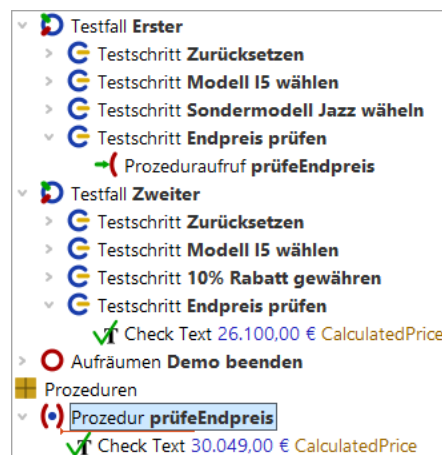 Testfall Erster
Testschritt Zurücksetzen
Testschritt Modell I5 wählen
Testschritt Sondermodell Jazz wäheln
Testschritt Endpreis prüfen
Prozeduraufruf prüfeEndpreis
Testfall Zweiter
Testschritt Zurücksetzen
Testschritt Modell I5 wählen
Testschritt 10% Rabatt gewähren
Testschritt Endpreis prüfen
Check Text 26.100,00 € CalculatedPrice
Aufräumen Demo beenden
Prozeduren
Prozedur prüfeEndpreis
Check Text 30.049,00 € CalculatedPrice